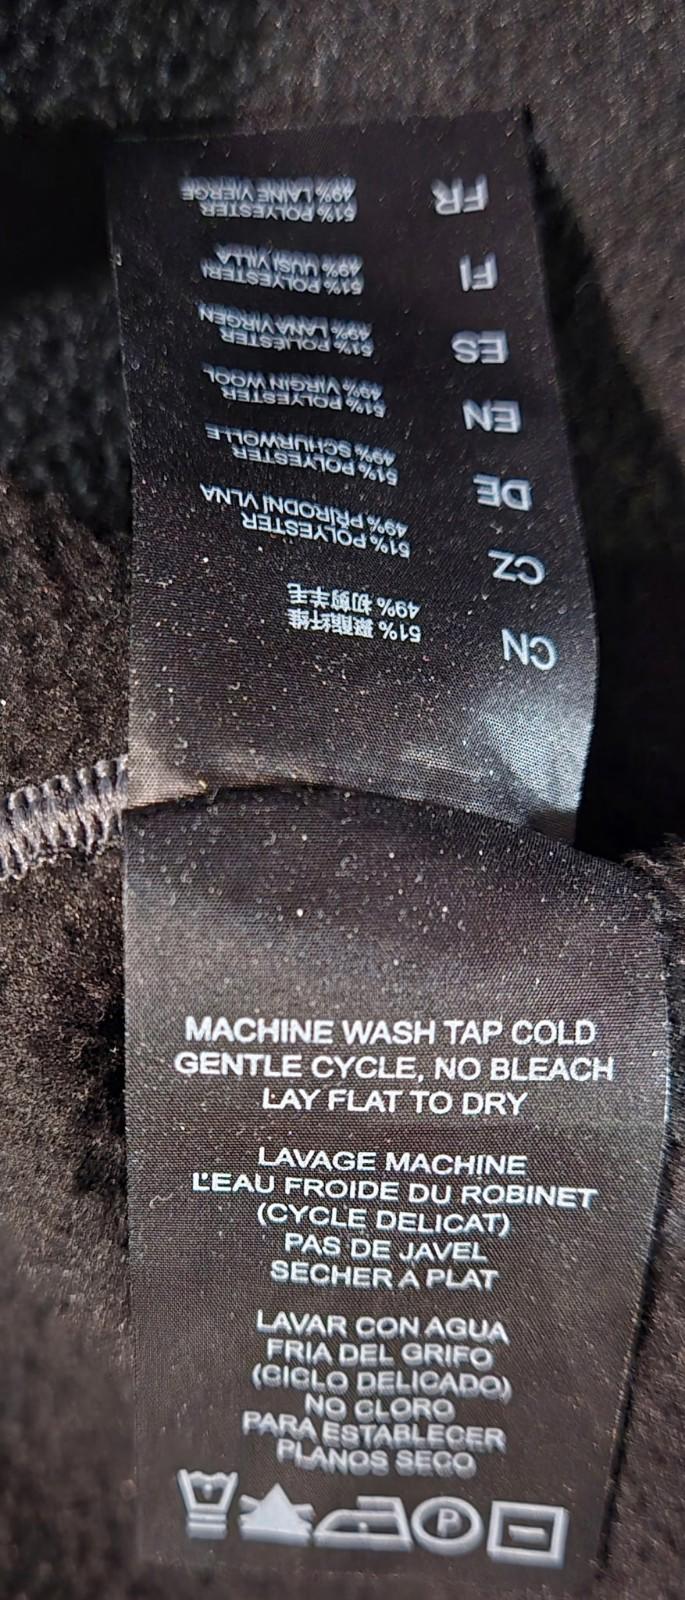 CN
51% 聚酯纤维
49% 初剪羊毛
CZ
51% POLYESTER
49% PŘÍRODNÍ VLNA
DE
51% POLYESTER
49% SCHURWOLLE
EN
51% POLYESTER
49% VIRGIN WOOL
ES
51% POLIÉSTER
49% LANA VIRGEN
FI
51% POLYESTERI
49% UUSI VILLA
FR
51% POLYESTER
49% LAINE VIERGE
MACHINE WASH TAP COLD
GENTLE CYCLE, NO BLEACH
LAY FLAT TO DRY
LAVAGE MACHINE
L'EAU FROIDE DU ROBINET
(CYCLE DELICAT)
PAS DE JAVEL
SECHER A PLAT
LAVAR CON AGUA
FRIA DEL GRIFO
(CICLO DELICADO)
NO CLORO
PARA ESTABLECER
PLANOS SECO
P